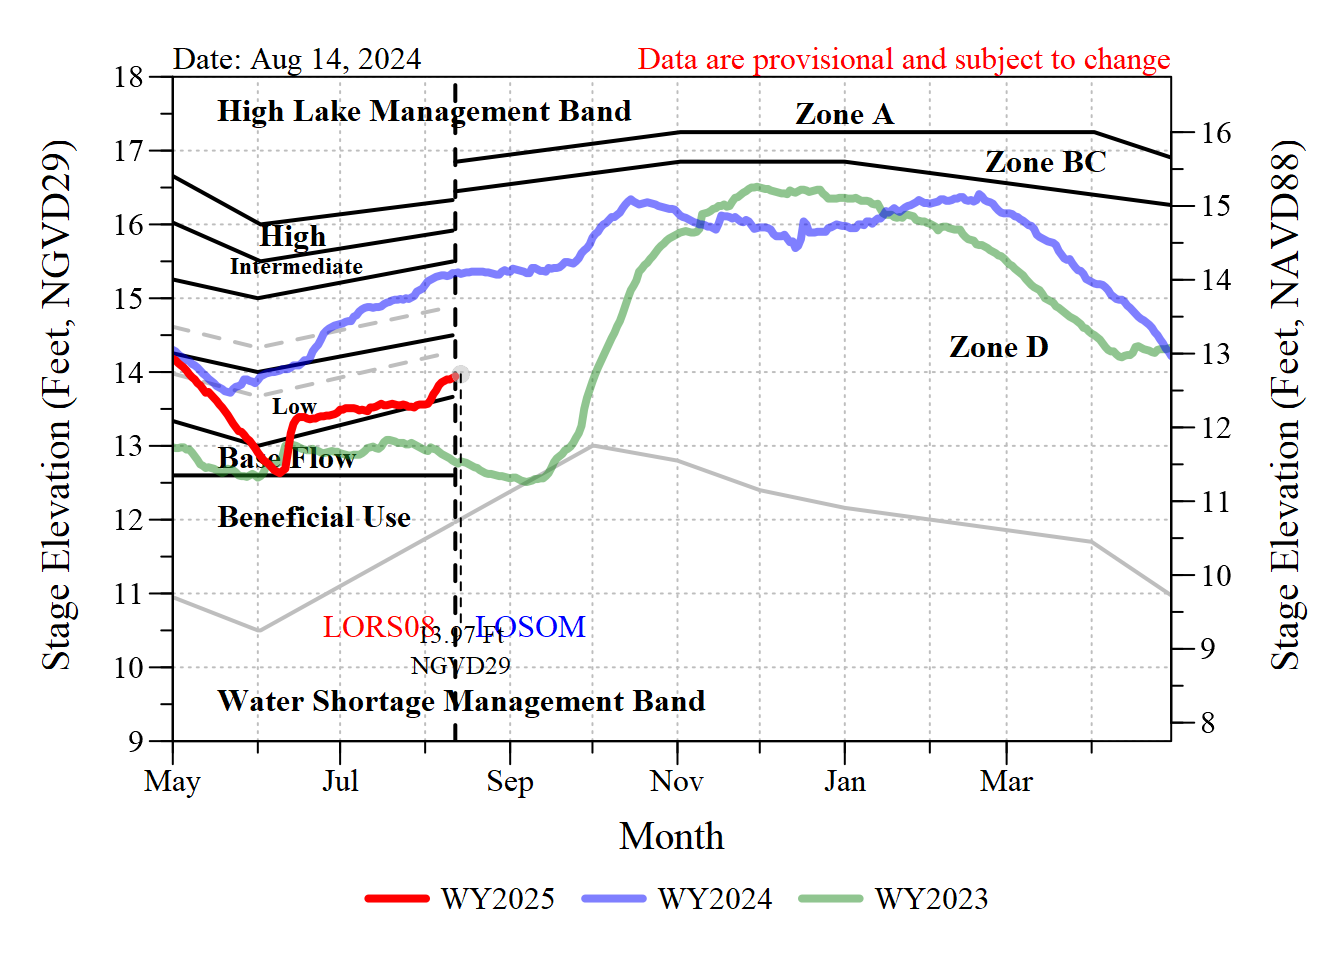 Date: Aug 14, 2024
Data are provisional and subject to change
18
17
16
15
14
13
12
11
10
9
Stage Elevation (Feet, NGVD29)
High Lake Management Band
Zone A
Zone BC
High
Intermediate
Low
Base Flow
Zone D
Beneficial Use
LORS08
LOSOM
13.97 Ft
NGVD29
Water Shortage Management Band
16
15
14
13
12
11
10
9
8
Stage Elevation (Feet, NAVD88)
May Jul Sep Nov Jan Mar
Month
WY2025 WY2024 WY2023